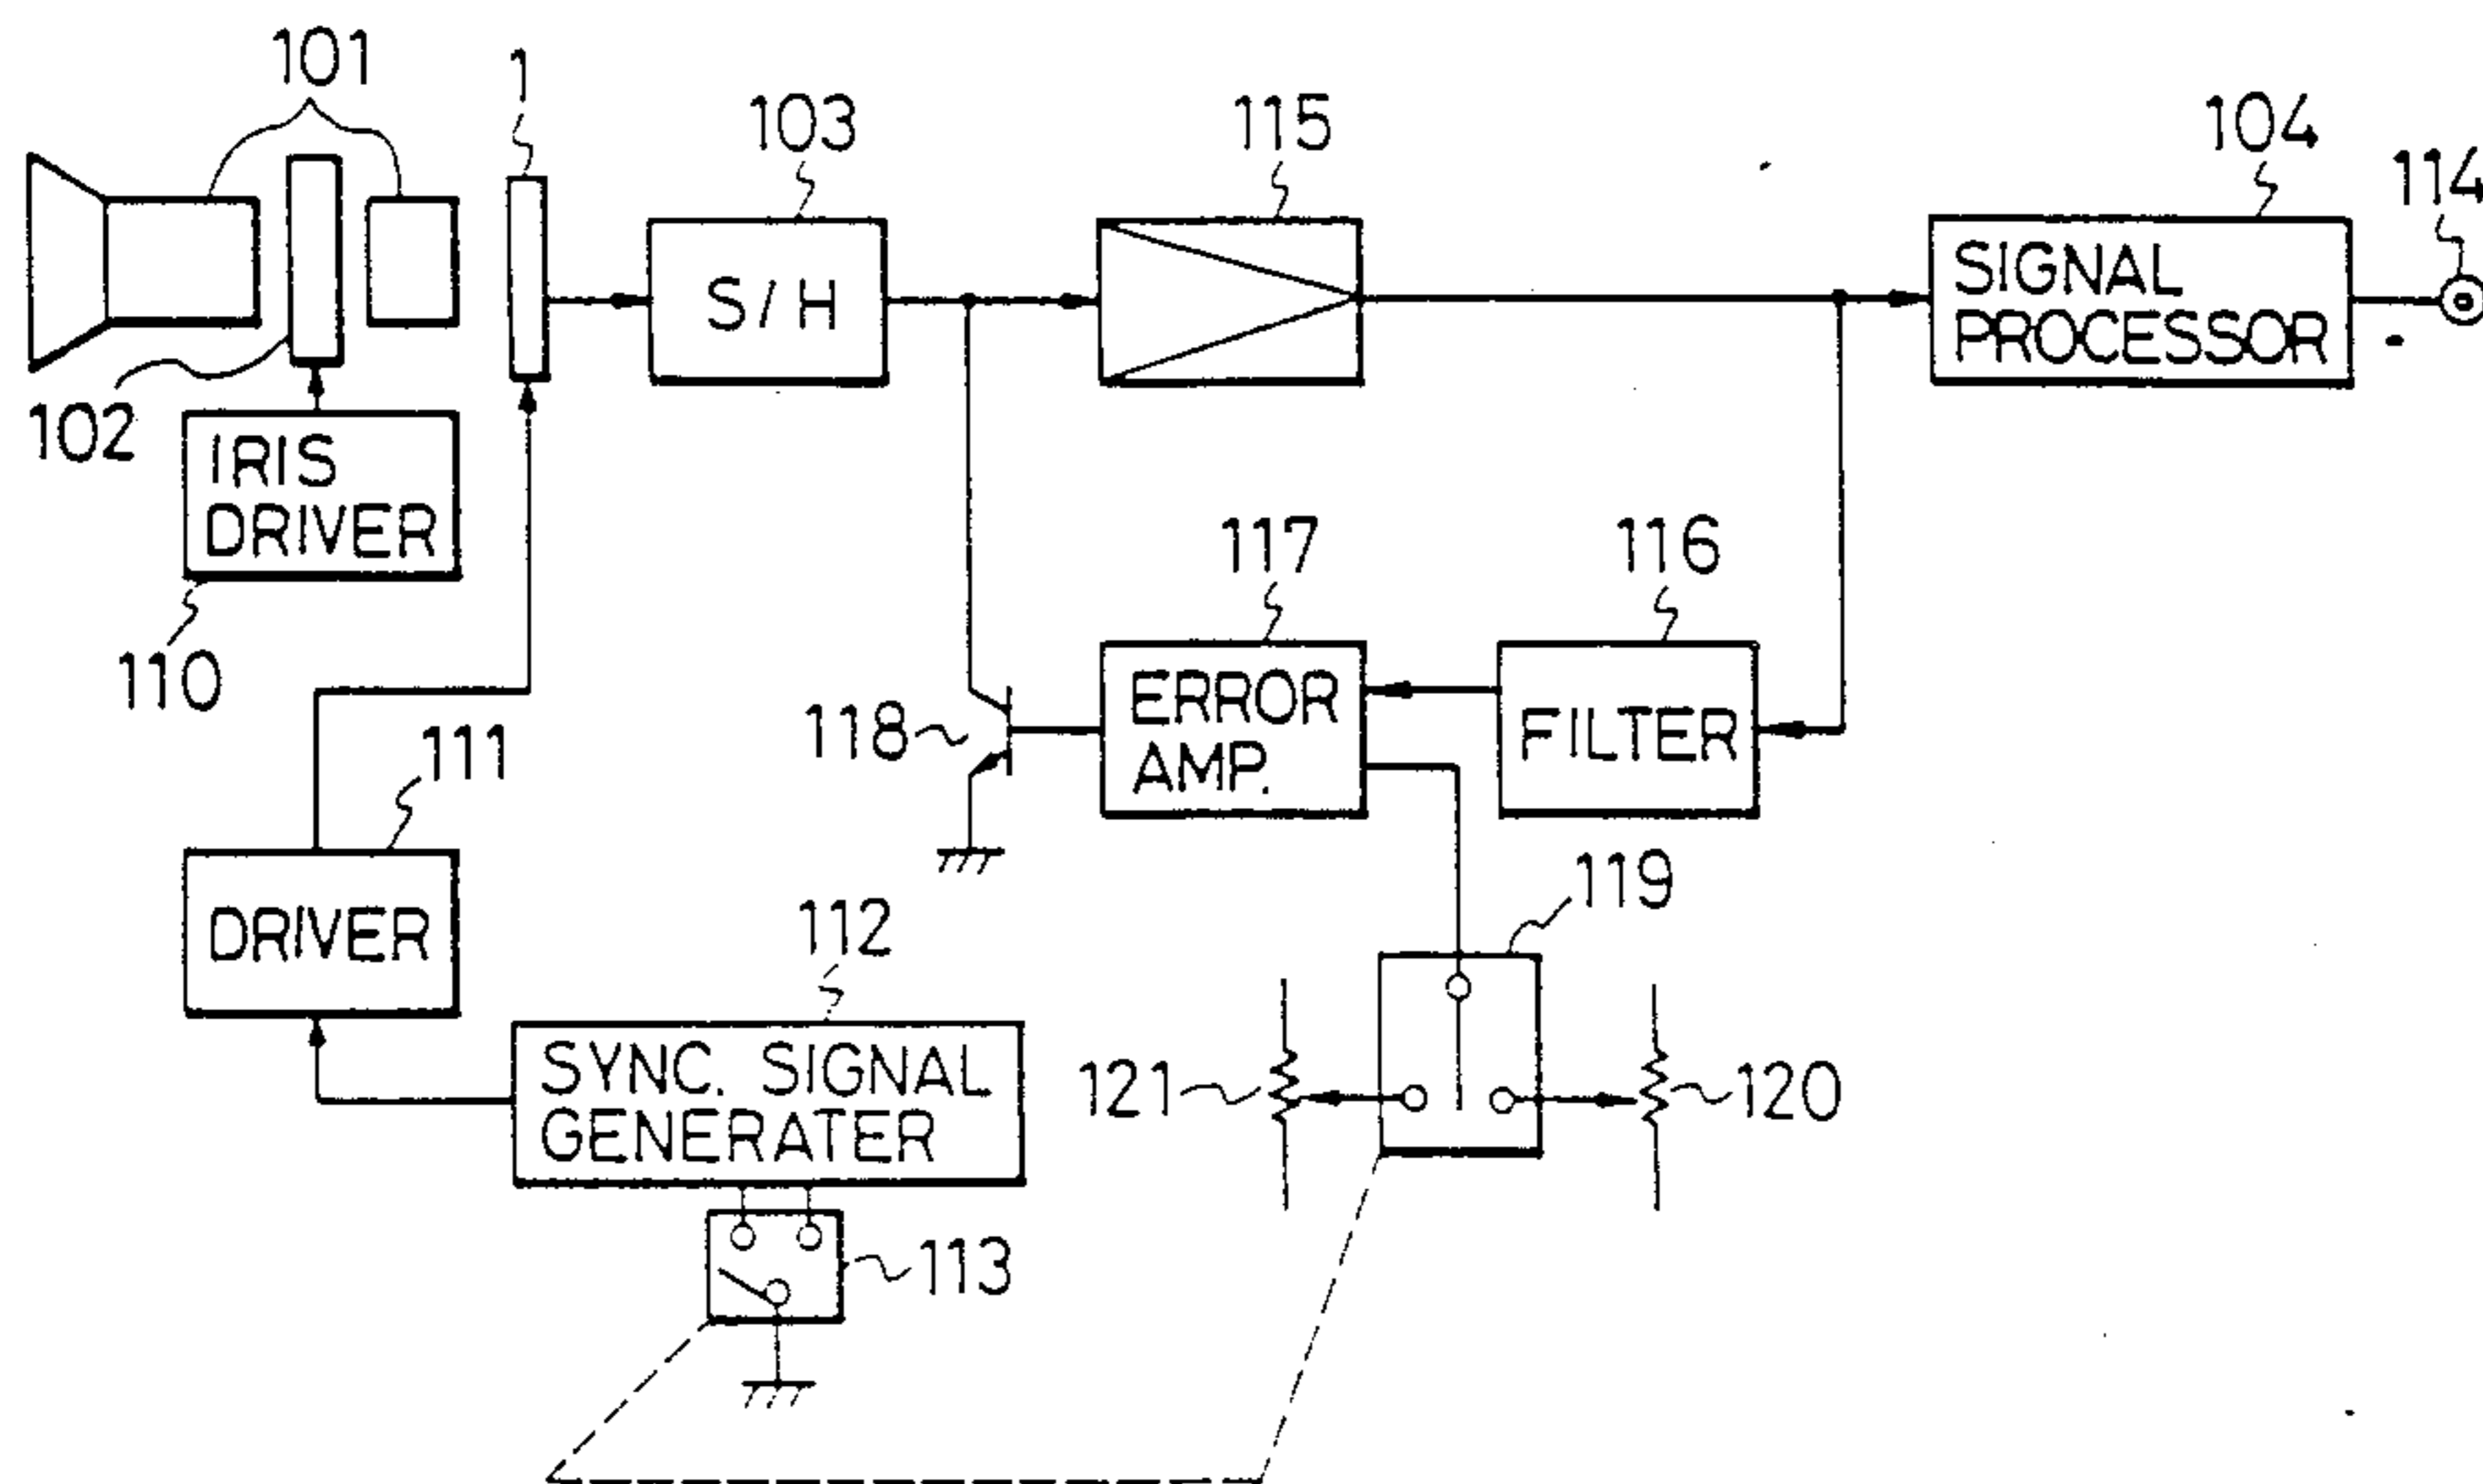 101
1
103
115
104
114
S/H
SIGNAL
PROCESSOR
102
IRIS
DRIVER
110
117
116
118
ERROR
AMP.
FILTER
111
DRIVER
119
112
SYNC. SIGNAL
GENERATER
121
120
113